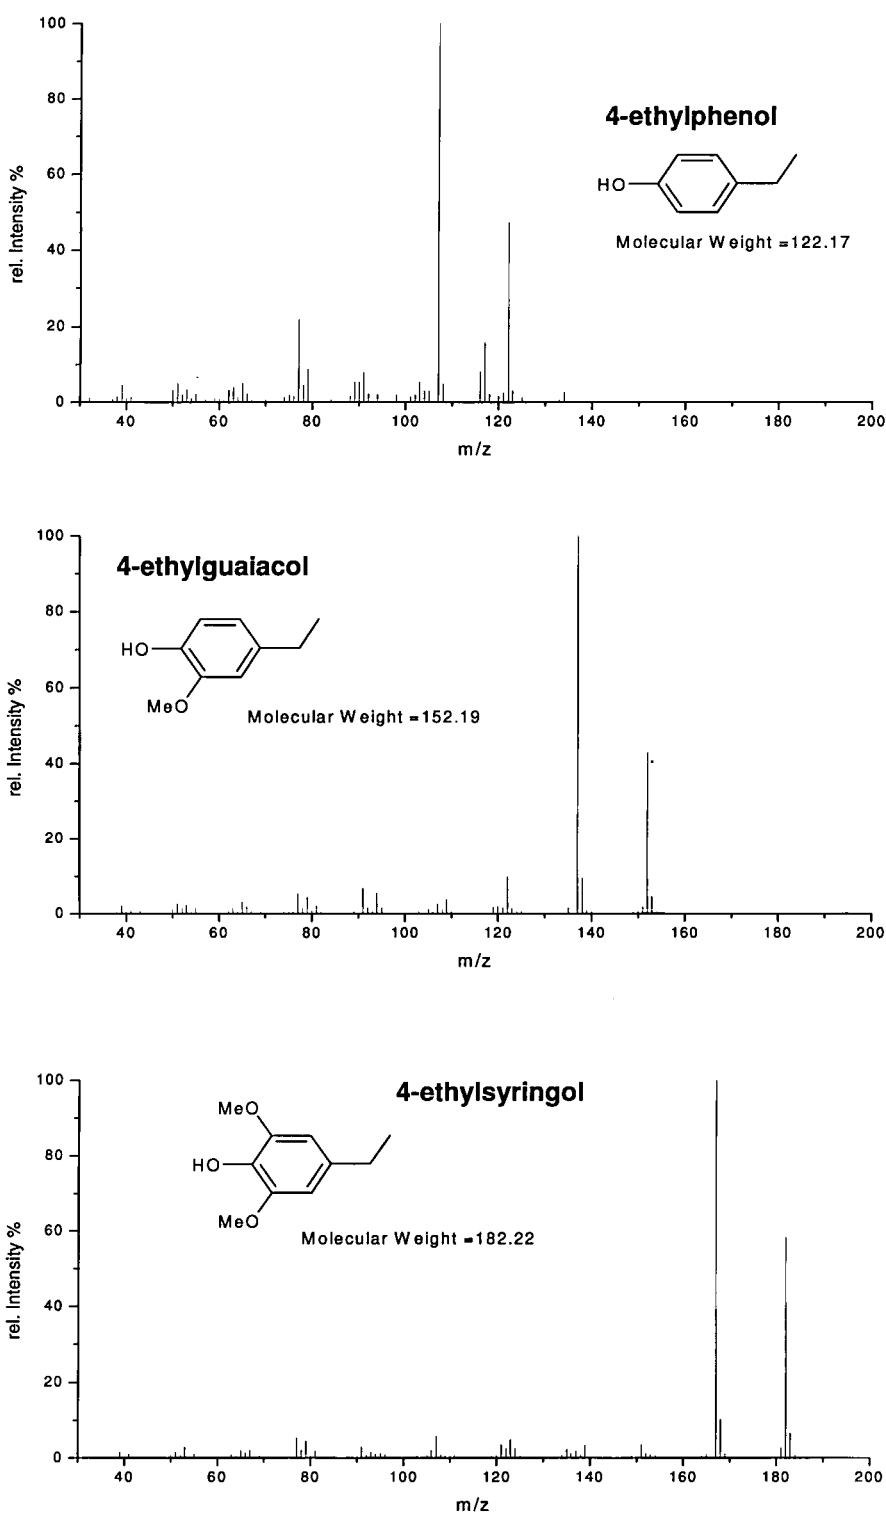 100
80
60
40
20
0
rel. Intensity %
4-ethylphenol
HO
Molecular Weight =122.17
40 60 80 100 120 140 160 180 200
m/z
100
80
60
40
20
0
rel. Intensity %
4-ethylguaiacol
HO
MeO
Molecular Weight =152.19
40 60 80 100 120 140 160 180 200
m/z
100
80
60
40
20
0
rel. Intensity %
4-ethylsyringol
MeO
HO
MeO
Molecular Weight =182.22
40 60 80 100 120 140 160 180 200
m/z